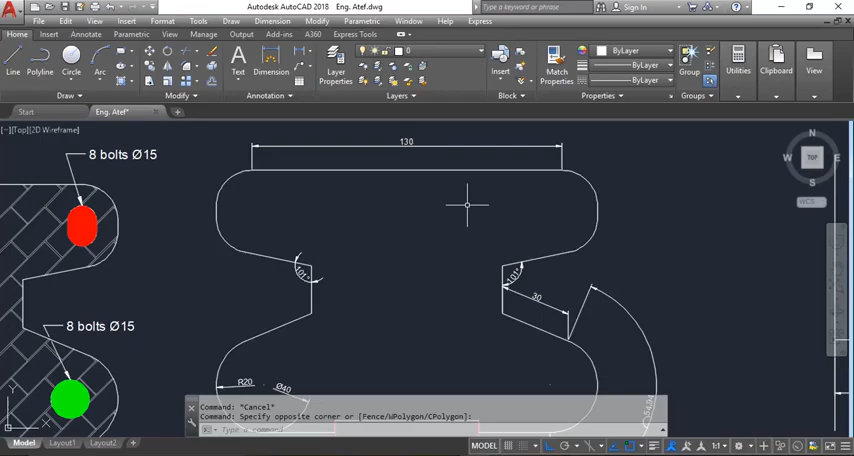 Autodesk AutoCAD 2018 Eng. Atef.dwg
Type a keyword or phrase
Sign In
File Edit View Insert Format Tools Draw Dimension Modify Parametric Window Help Express
Home Insert Annotate Parametric View Manage Output Add-ins A360 Express Tools
Line Polyline Circle Arc
Text Dimension
Layer Properties
0
Insert
Match Properties
ByLayer
ByLayer
ByLayer
Group
Utilities Clipboard View
Draw Modify Annotation Layers Block Properties Groups
Start Eng. Atef*
[−][Top][2D Wireframe]
N
W TOP E
S
WCS
130
8 bolts Ø15
101°
101°
30
8 bolts Ø15
R20
Ø40
54,94
Y
X
Command: *Cancel*
Command: Specify opposite corner or [Fence/WPolygon/CPolygon]:
Type a command
Model Layout1 Layout2
MODEL
1:1